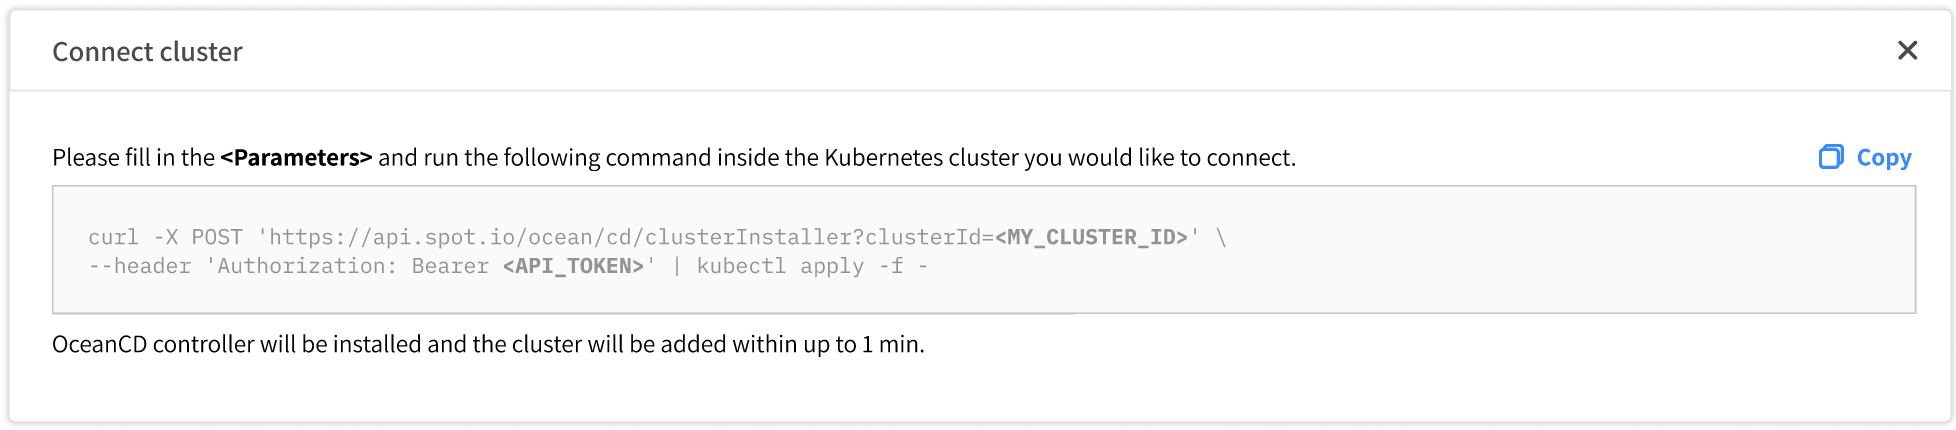 Connect cluster
Please fill in the <Parameters> and run the following command inside the Kubernetes cluster you would like to connect.
Copy
curl -X POST 'https://api.spot.io/ocean/cd/clusterInstaller?clusterId=<MY_CLUSTER_ID>' \
--header 'Authorization: Bearer <API_TOKEN>' | kubectl apply -f -
OceanCD controller will be installed and the cluster will be added within up to 1 min.